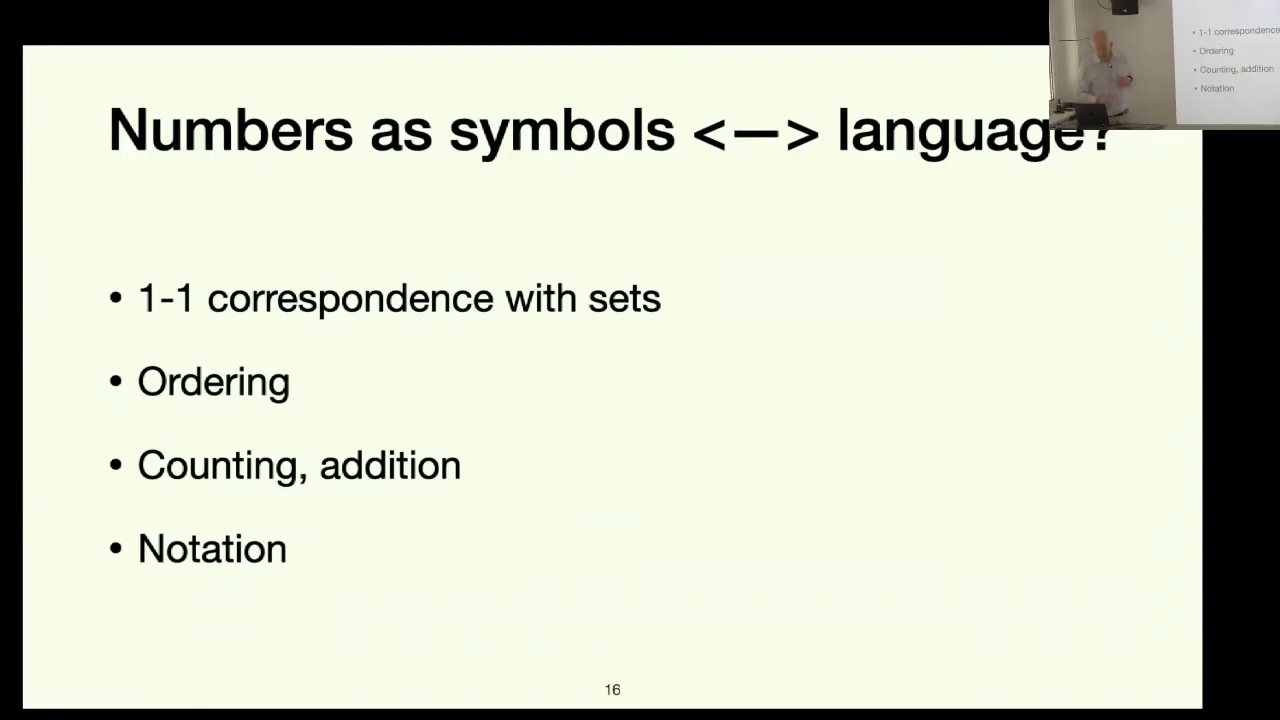 Numbers as symbols <—> language?
• 1-1 correspondence with sets
• Ordering
• Counting, addition
• Notation
16
• 1-1 correspondence
• Ordering
• Counting, addition
• Notation